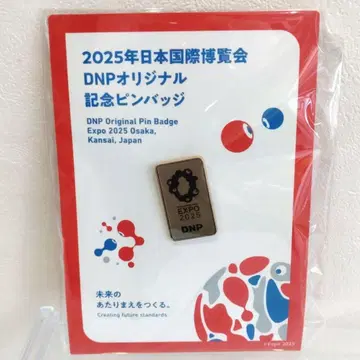 2025年日本国際博覧会
DNPオリジナル
記念ピンバッジ
DNP Original Pin Badge
Expo 2025 Osaka,
Kansai, Japan
EXPO
2025
DNP
未来の
あたりまえをつくる。
Creating future standards.
©Expo 2025